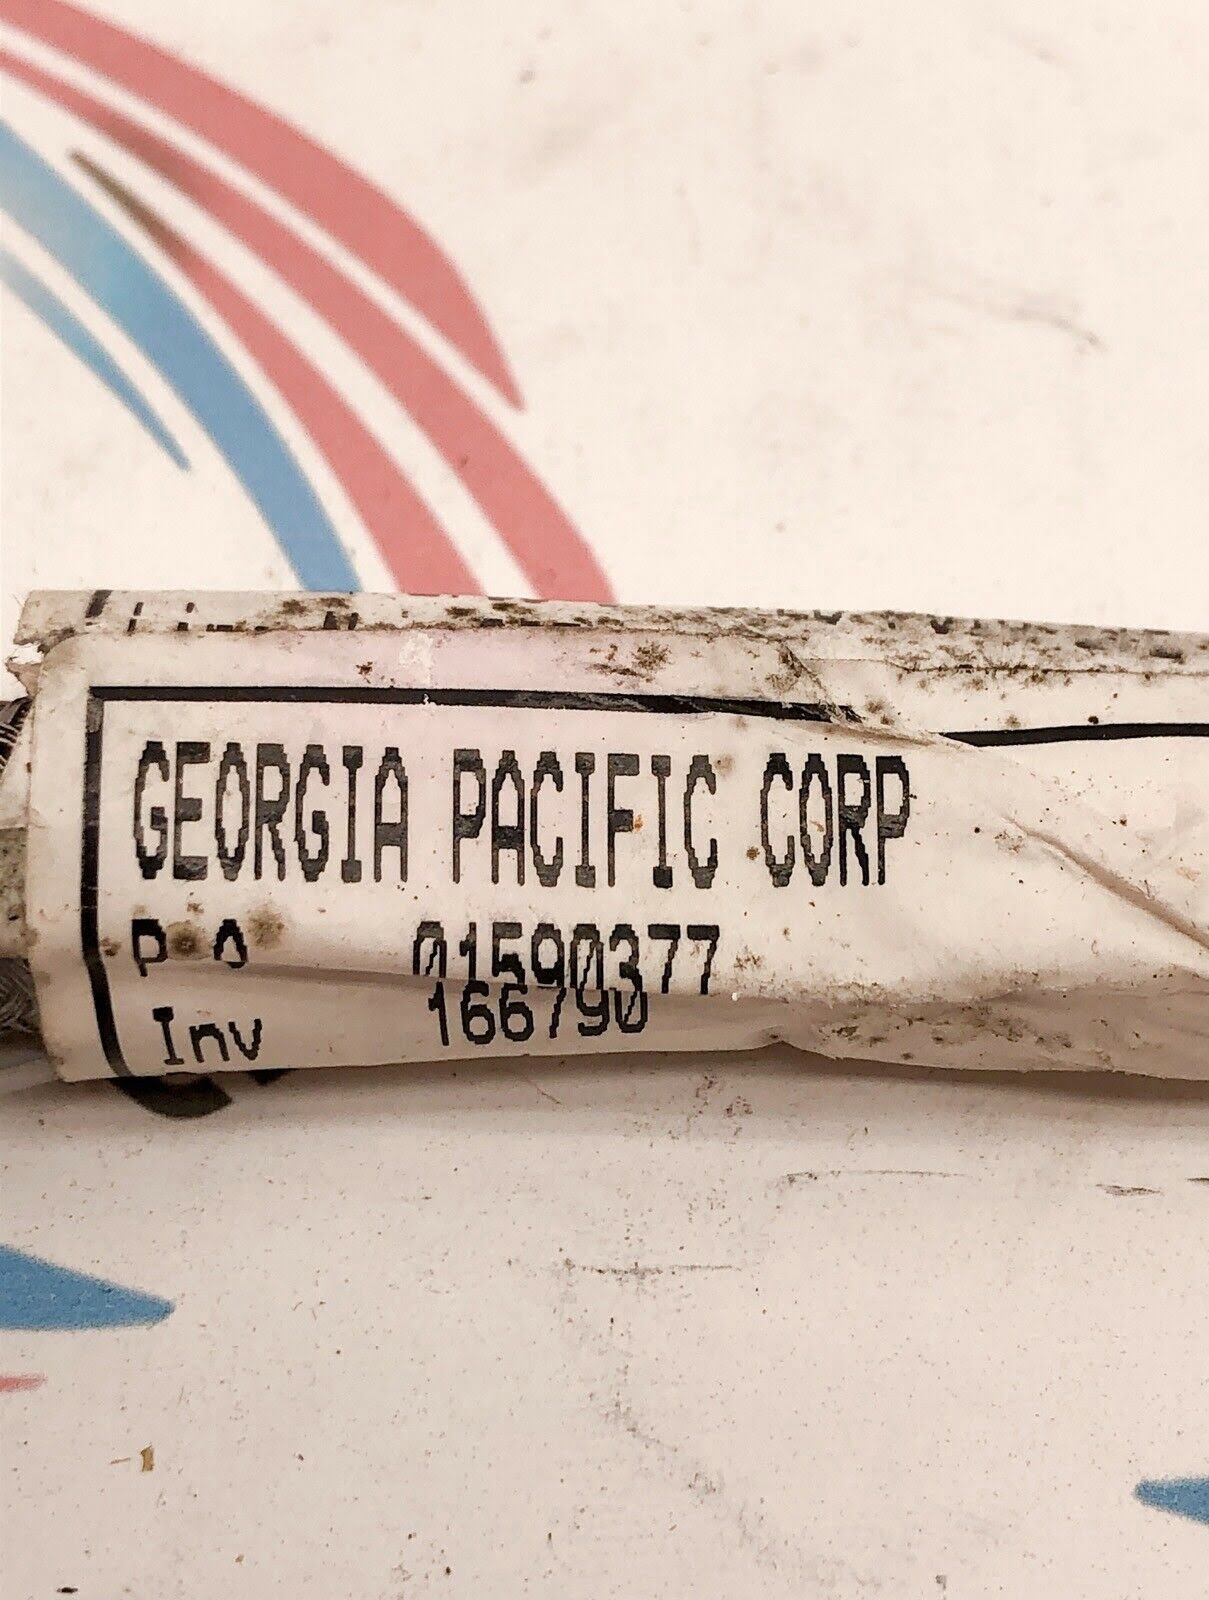 GEORGIA PACIFIC CORP
P.O 01590377
Inv 166790